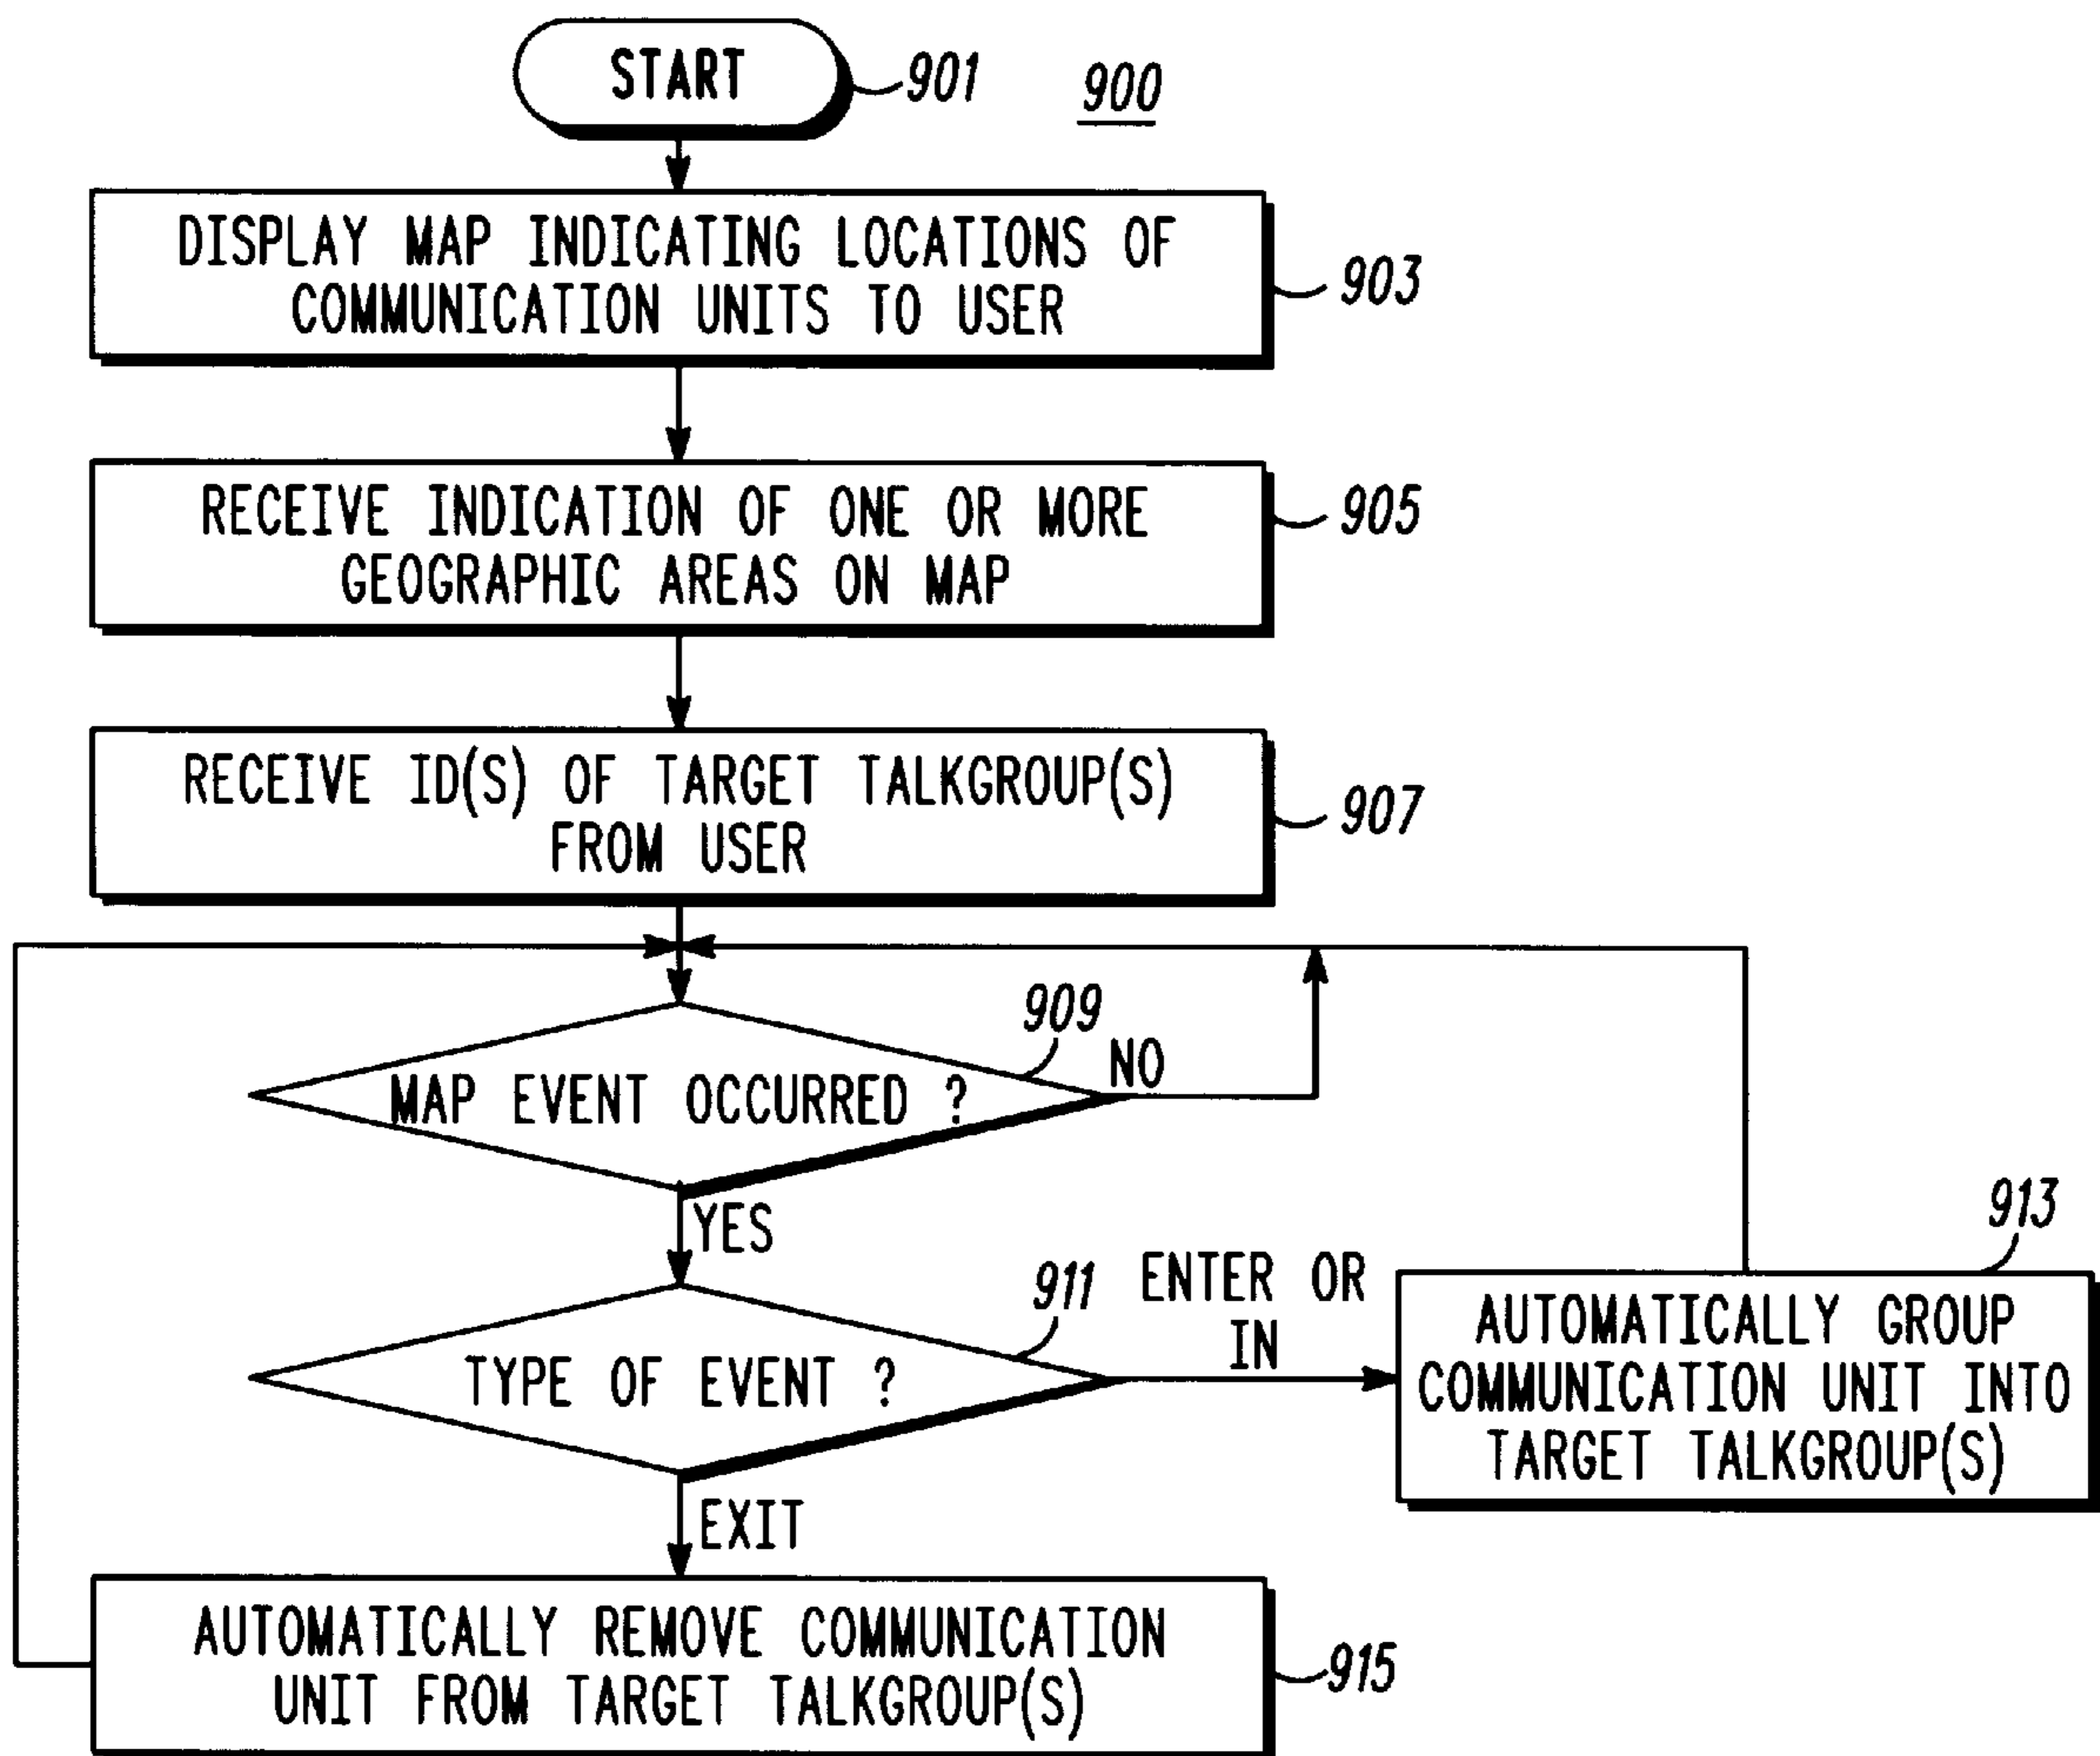 START
901
900
DISPLAY MAP INDICATING LOCATIONS OF
COMMUNICATION UNITS TO USER
903
RECEIVE INDICATION OF ONE OR MORE
GEOGRAPHIC AREAS ON MAP
905
RECEIVE ID(S) OF TARGET TALKGROUP(S)
FROM USER
907
909
MAP EVENT OCCURRED ?
NO
YES
911
TYPE OF EVENT ?
ENTER OR
IN
913
AUTOMATICALLY GROUP
COMMUNICATION UNIT INTO
TARGET TALKGROUP(S)
EXIT
AUTOMATICALLY REMOVE COMMUNICATION
UNIT FROM TARGET TALKGROUP(S)
915